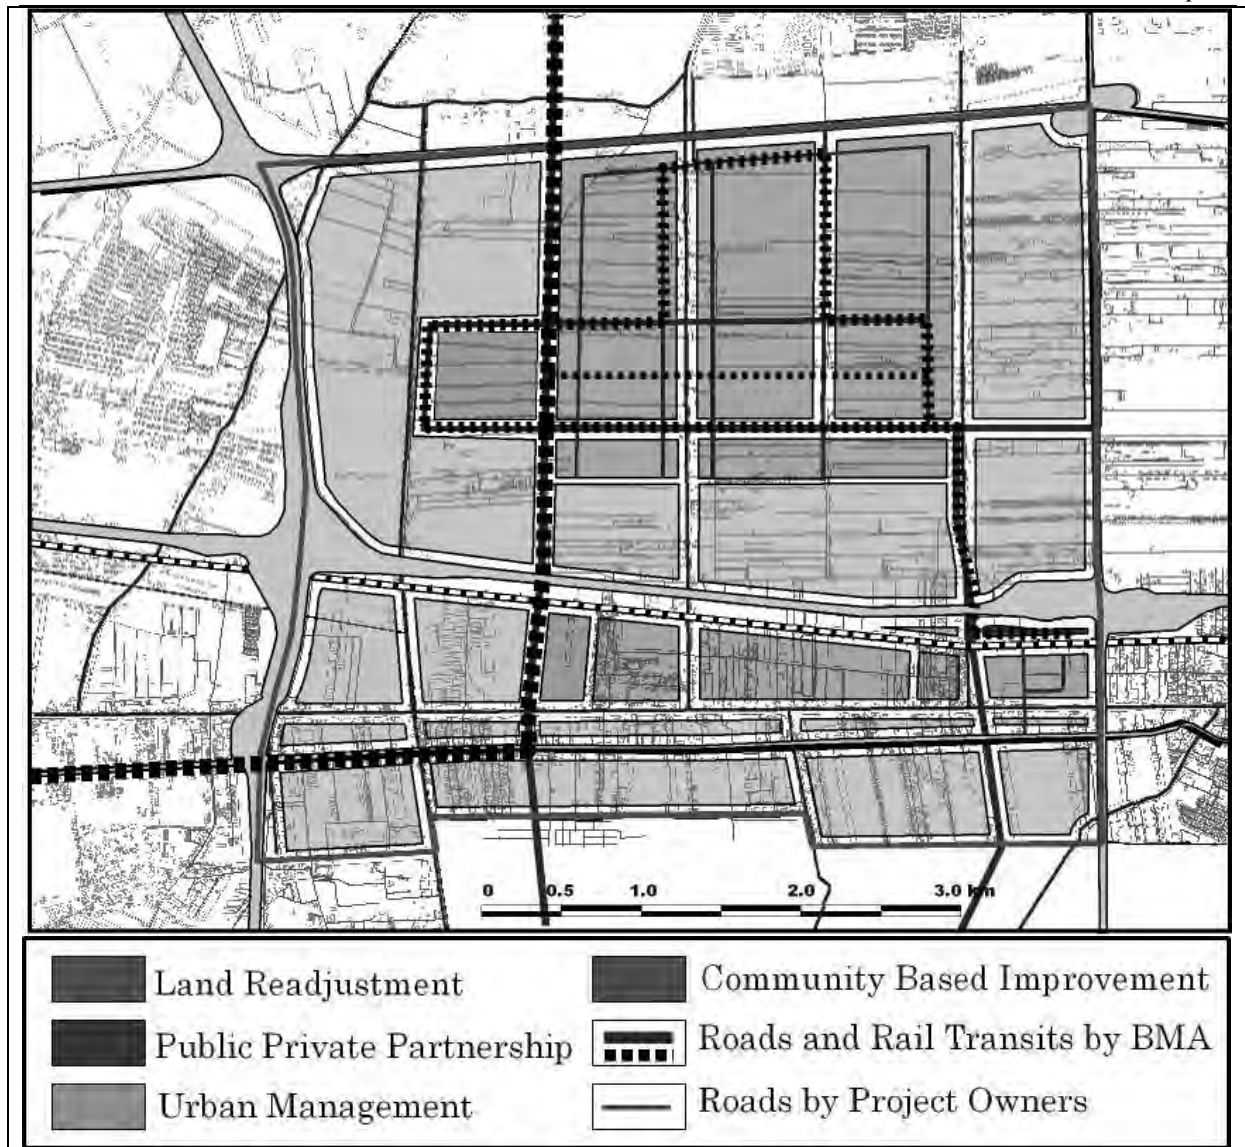 0 0.5 1.0 2.0 3.0 km
Land Readjustment
Community Based Improvement
Public Private Partnership
Roads and Rail Transits by BMA
Urban Management
Roads by Project Owners